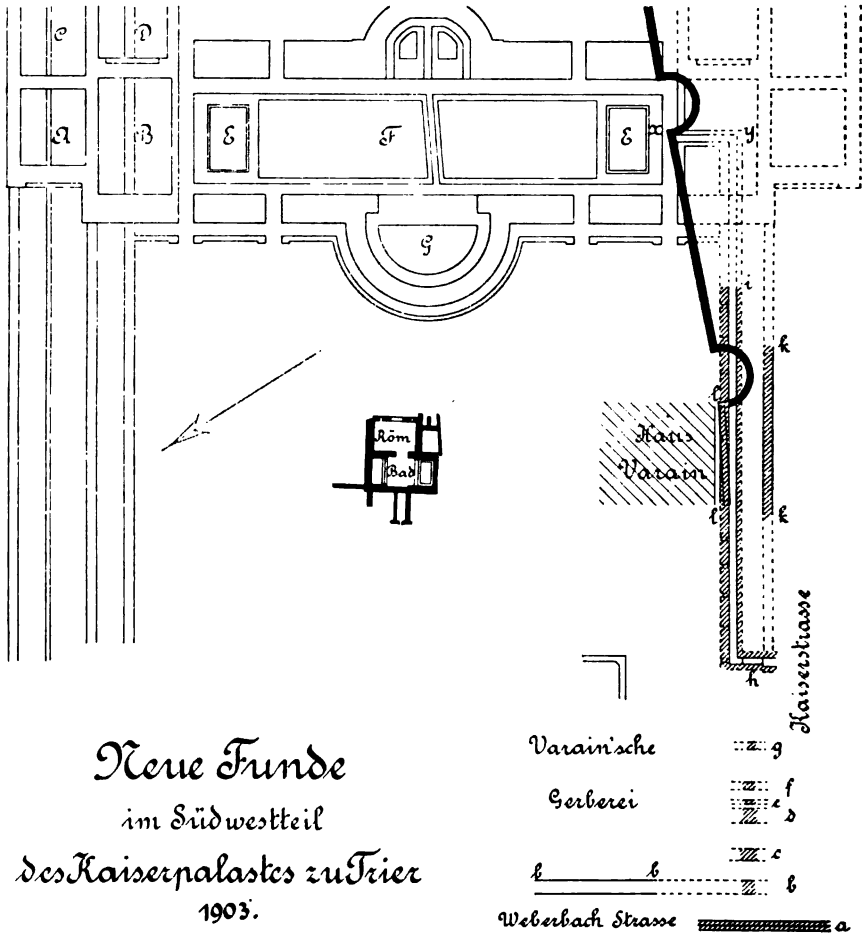 C D
A B E F E x y
G
i
k
Röm
Bad
l
Haus
Varain
l
k
h
Kaiserstrasse
Neue Funde
im Südwestteil
des Kaiserpalastes zu Trier
1903.
Varain'sche
Gerberei
g
f
e
d
c
b b b
Weberbach Strasse a